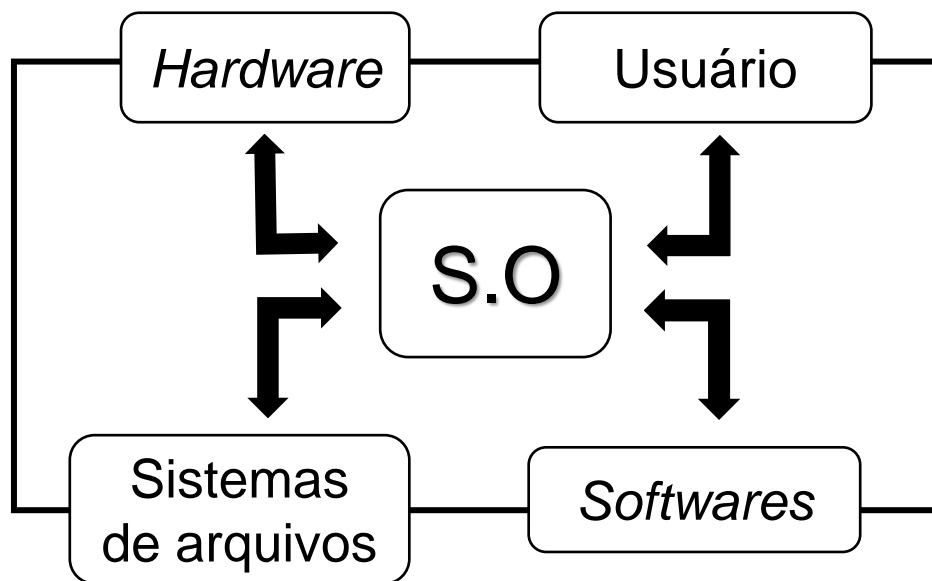 Hardware
Usuário
S.O
Sistemas
de arquivos
Softwares